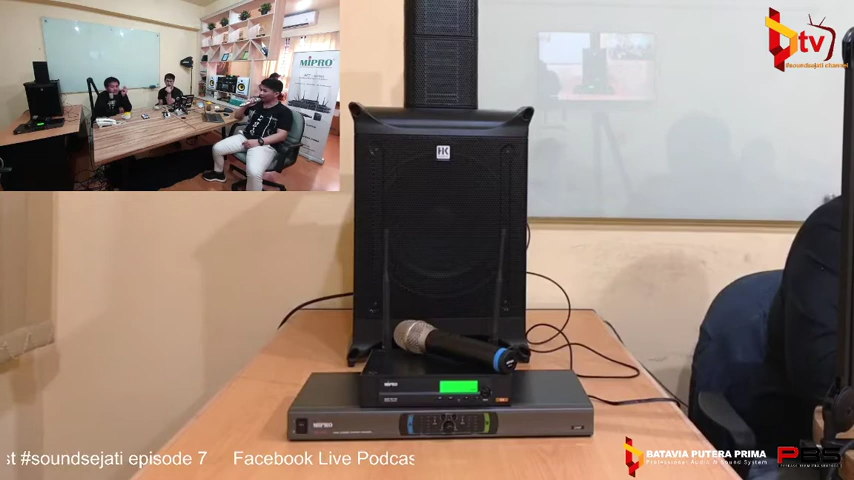 MIPRO
tv
#soundsejati channel
HK
MIPRO
MIPRO
st #soundsejati episode 7 Facebook Live Podcas
BATAVIA PUTERA PRIMA
Professional Audio & Sound System
PBS